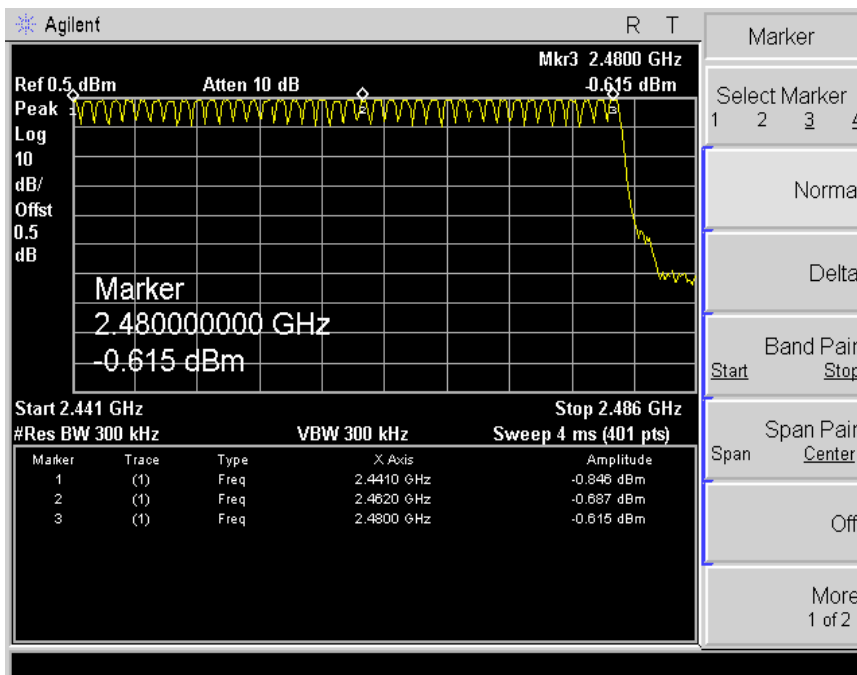 Agilent R T
Mkr3 2.4800 GHz
Ref 0.5 dBm Atten 10 dB -0.615 dBm
Peak
Log
10
dB/
Offst
0.5
dB
1
2
3
Marker
2.480000000 GHz
-0.615 dBm
Start 2.441 GHz Stop 2.486 GHz
#Res BW 300 kHz VBW 300 kHz Sweep 4 ms (401 pts)
Marker Trace Type X Axis Amplitude
1 (1) Freq 2.4410 GHz -0.846 dBm
2 (1) Freq 2.4620 GHz -0.687 dBm
3 (1) Freq 2.4800 GHz -0.615 dBm
Marker
Select Marker
1 2 3 4
Norma
Delta
Band Pair
Start Stop
Span Pair
Span Center
Off
More
1 of 2